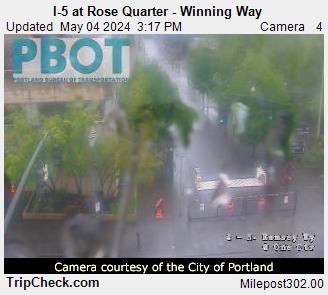 I-5 at Rose Quarter - Winning Way
Updated May 04 2024 3:17 PM Camera 4
PBOT
PORTLAND BUREAU OF TRANSPORTATION
Camera courtesy of the City of Portland
TripCheck.com Milepost302.00